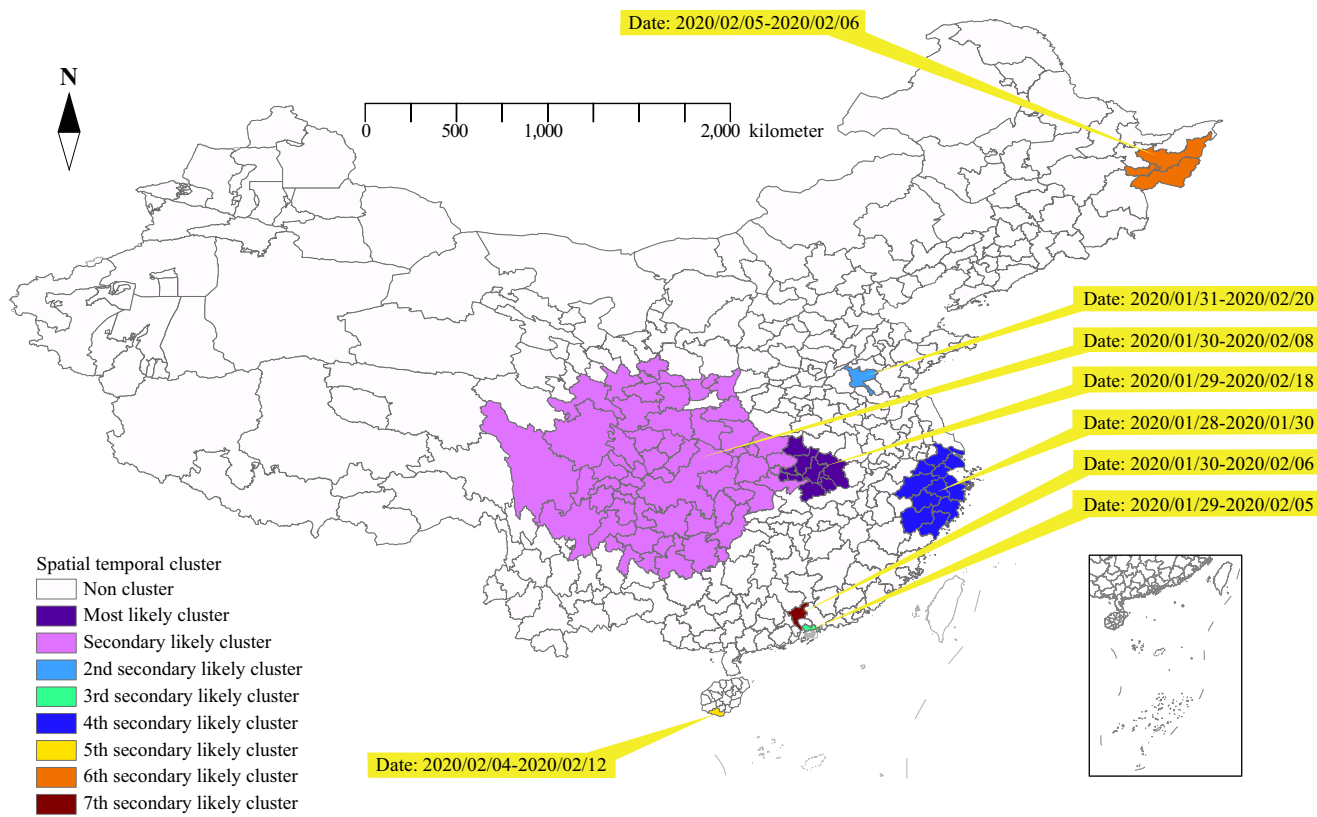 Date: 2020/02/05-2020/02/06
N
0 500 1,000 2,000 kilometer
Date: 2020/01/31-2020/02/20
Date: 2020/01/30-2020/02/08
Date: 2020/01/29-2020/02/18
Date: 2020/01/28-2020/01/30
Date: 2020/01/30-2020/02/06
Date: 2020/01/29-2020/02/05
Spatial temporal cluster
Non cluster
Most likely cluster
Secondary likely cluster
2nd secondary likely cluster
3rd secondary likely cluster
4th secondary likely cluster
5th secondary likely cluster
6th secondary likely cluster
7th secondary likely cluster
Date: 2020/02/04-2020/02/12